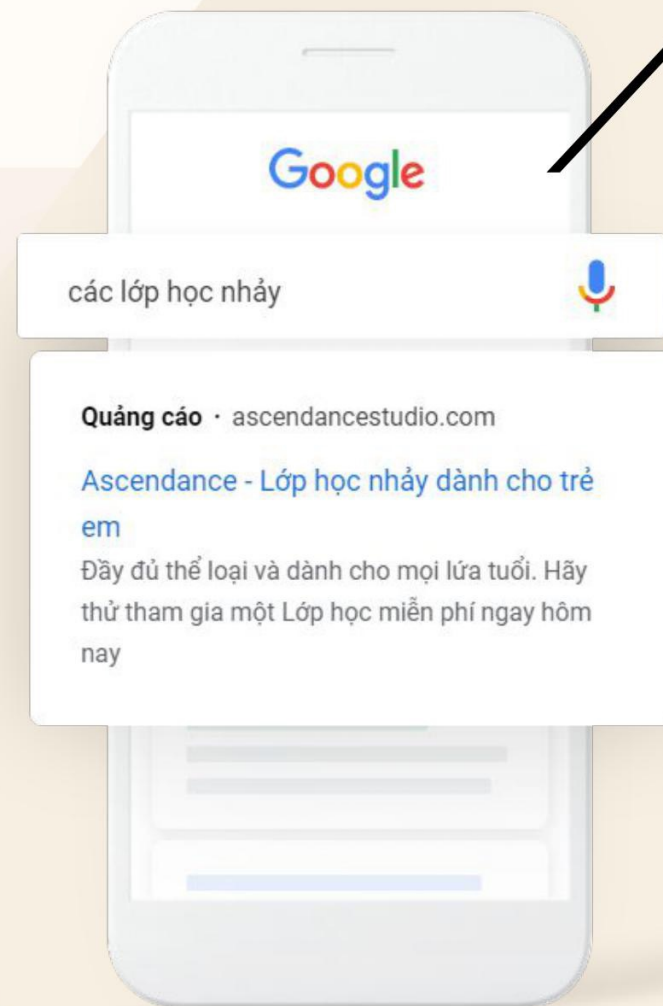 Google
các lớp học nhảy
Quảng cáo · ascendancestudio.com
Ascendance - Lớp học nhảy dành cho trẻ
em
Đầy đủ thể loại và dành cho mọi lứa tuổi. Hãy
thử tham gia một Lớp học miễn phí ngay hôm
nay